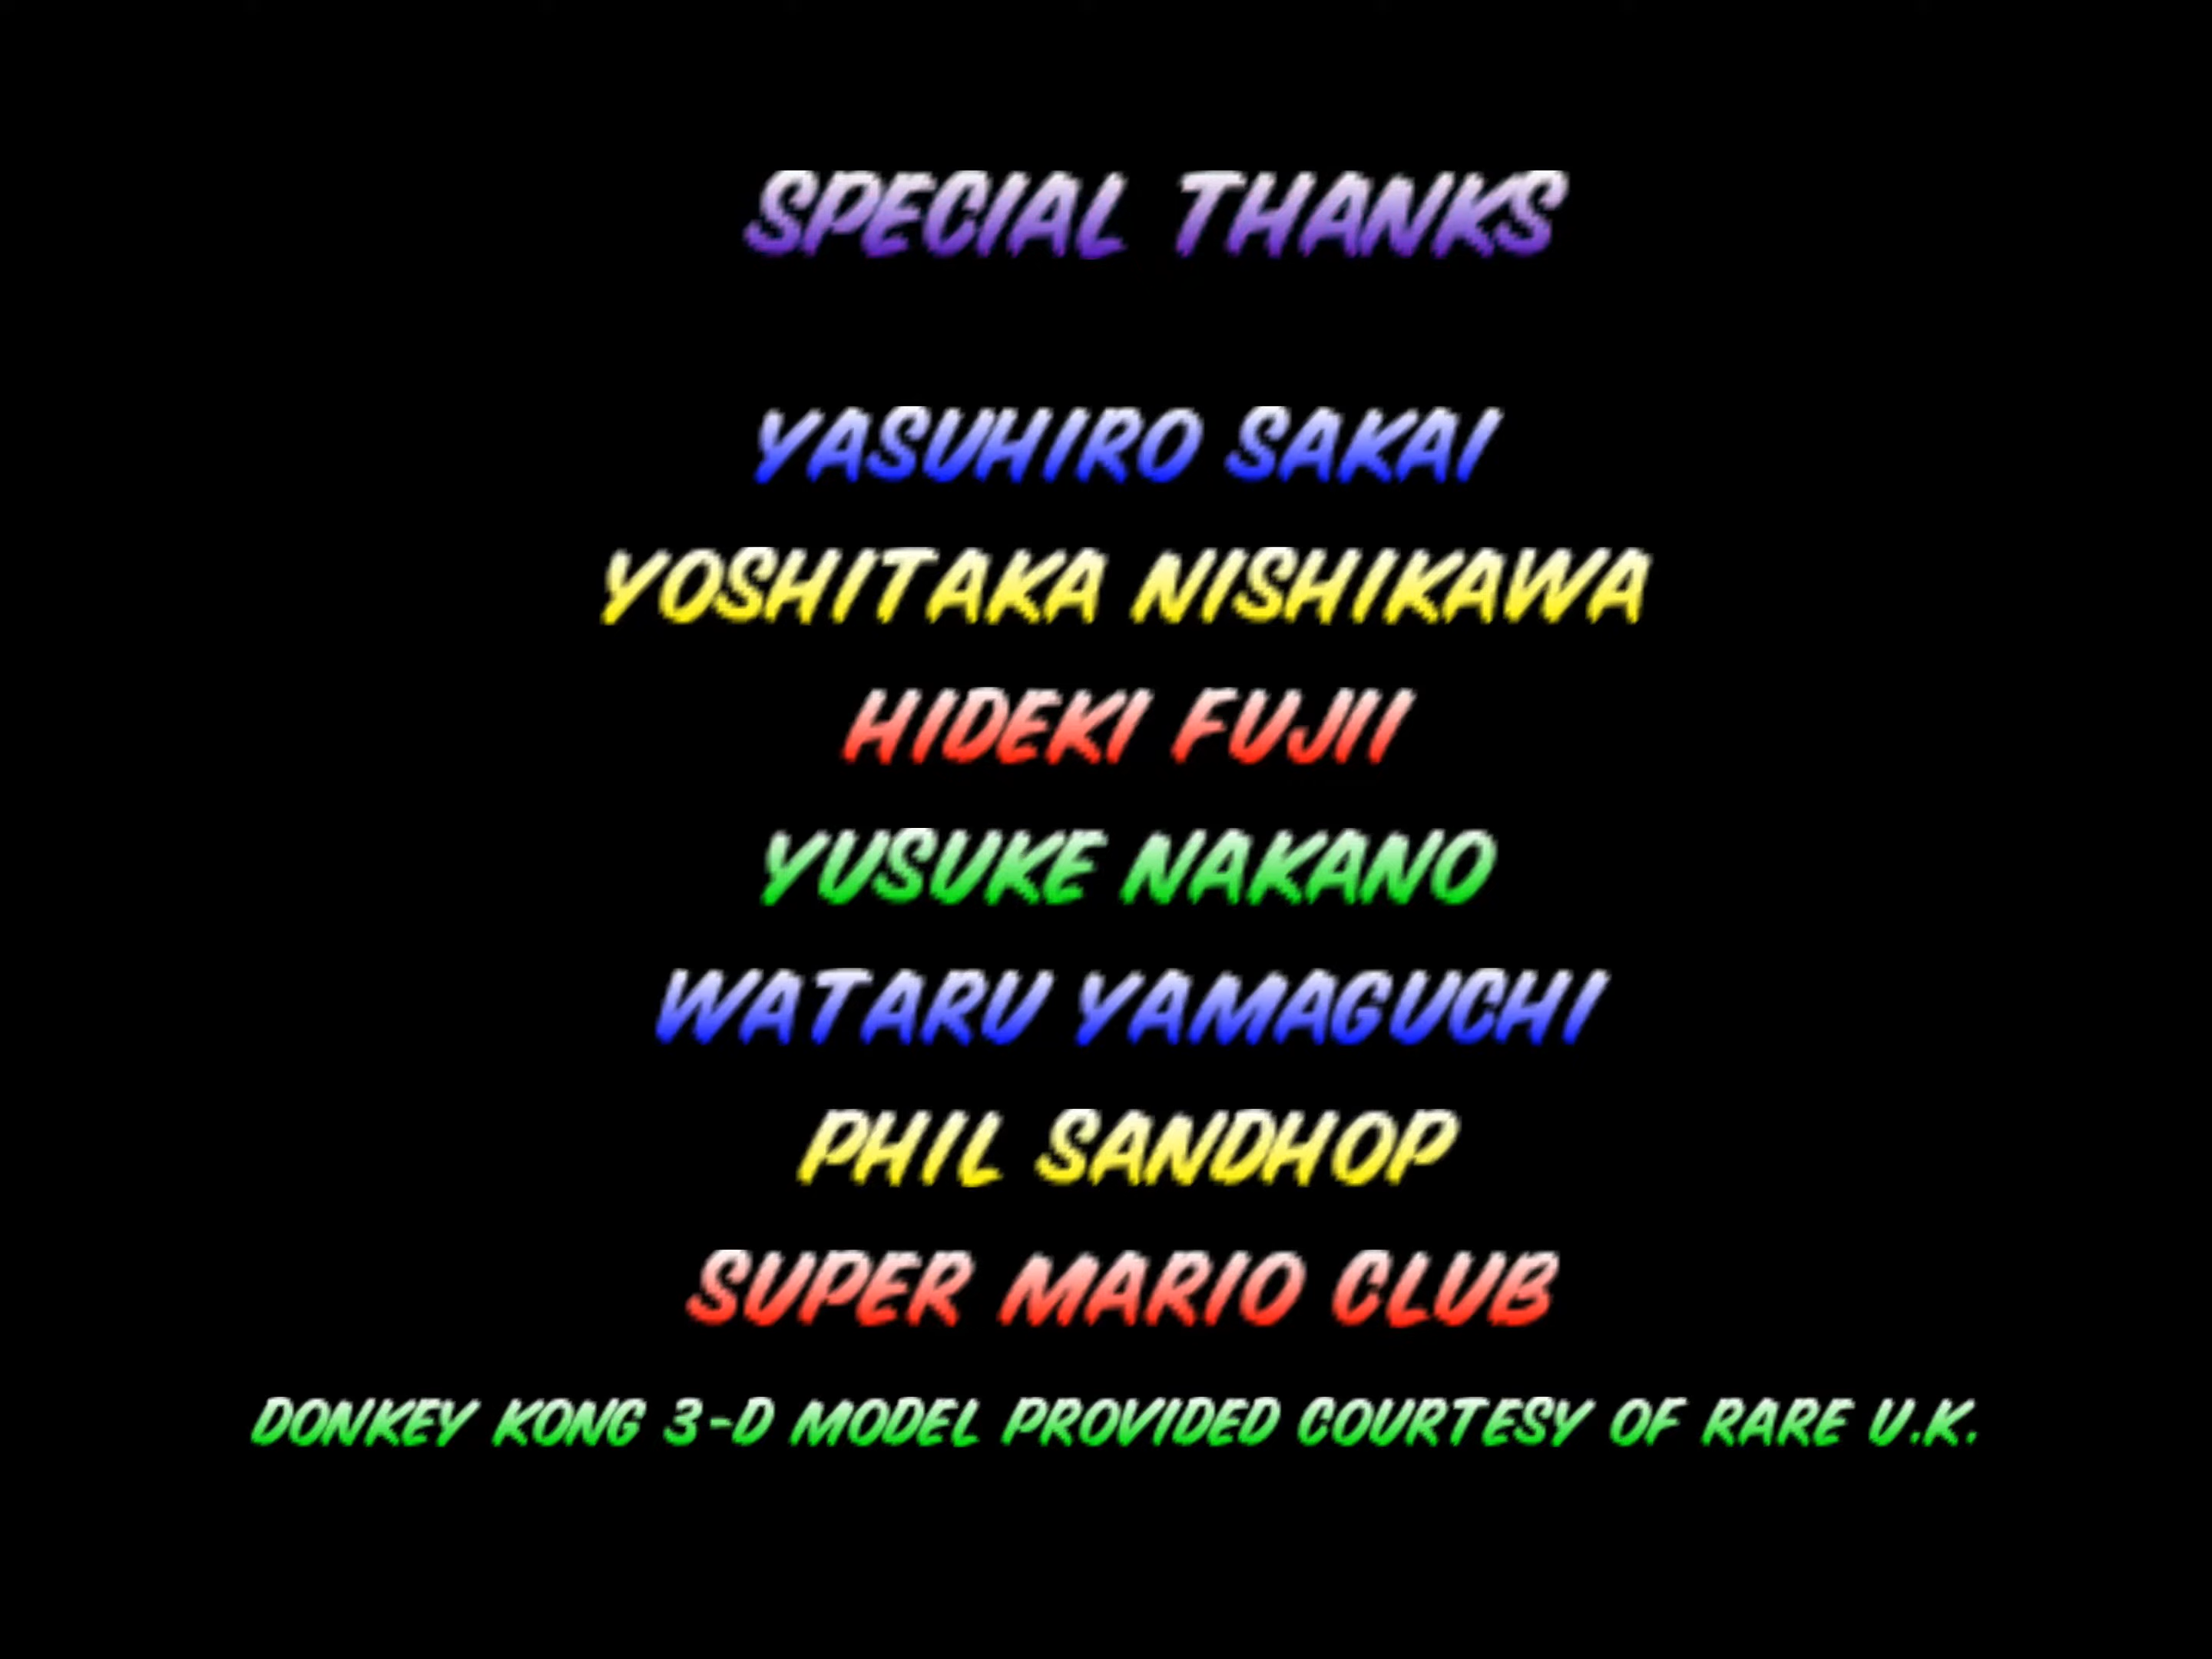 SPECIAL THANKS
YASUHIRO SAKAI
YOSHITAKA NISHIKAWA
HIDEKI FUJII
YUSUKE NAKANO
WATARU YAMAGUCHI
PHIL SANDHOP
SUPER MARIO CLUB
DONKEY KONG 3-D MODEL PROVIDED COURTESY OF RARE U.K.